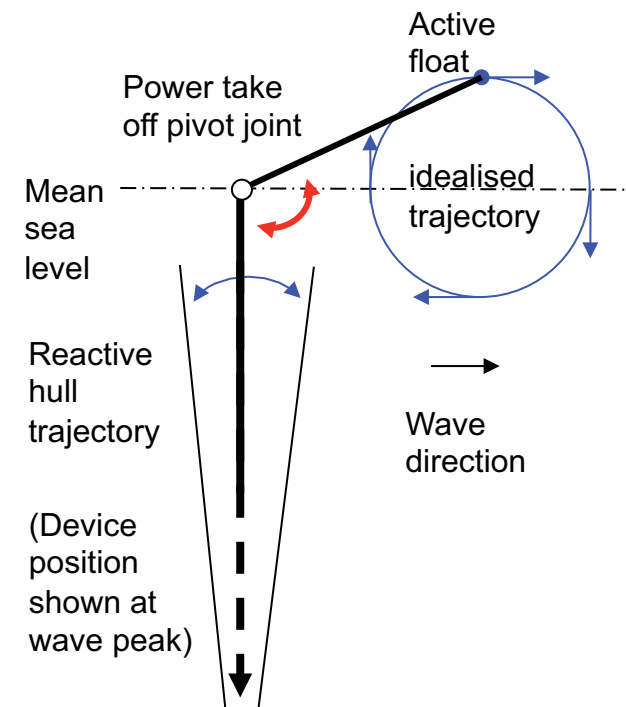 Active
float
Power take
off pivot joint
Mean
sea
level
idealised
trajectory
Reactive
hull
trajectory
Wave
direction
(Device
position
shown at
wave peak)